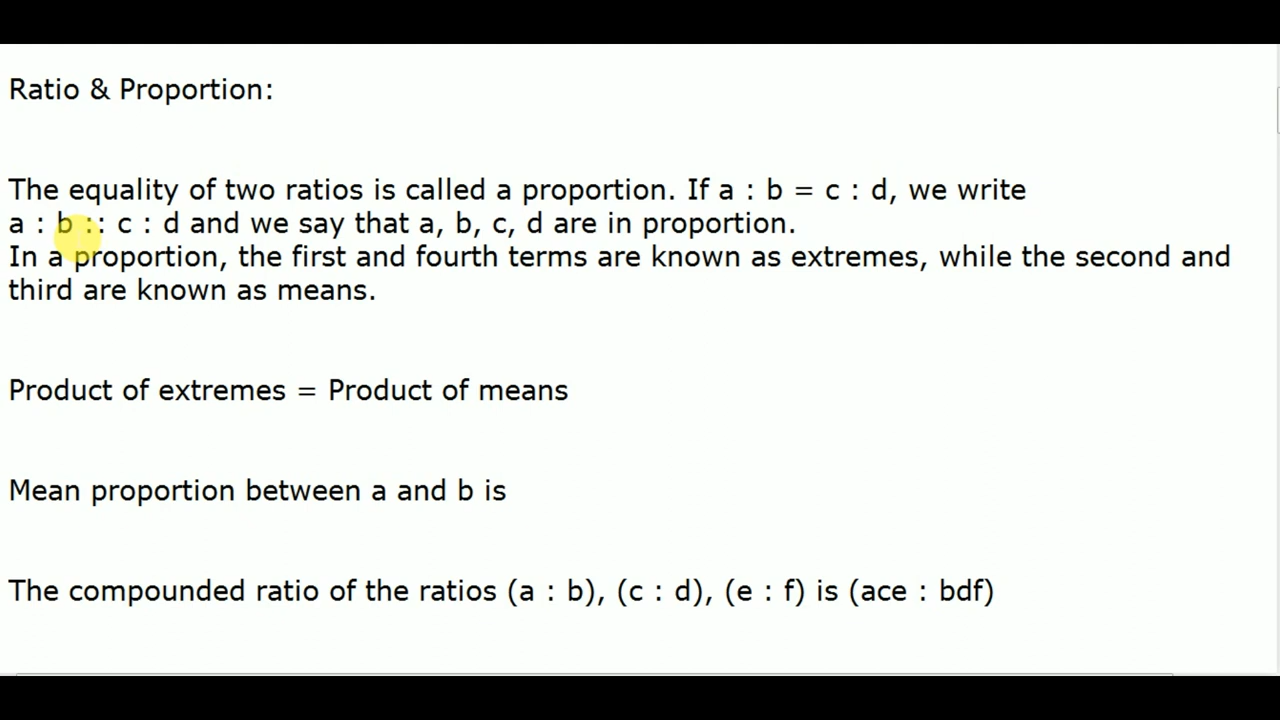 Ratio & Proportion:
The equality of two ratios is called a proportion. If a : b = c : d, we write
a : b :: c : d and we say that a, b, c, d are in proportion.
In a proportion, the first and fourth terms are known as extremes, while the second and
third are known as means.
Product of extremes = Product of means
Mean proportion between a and b is
The compounded ratio of the ratios (a : b), (c : d), (e : f) is (ace : bdf)